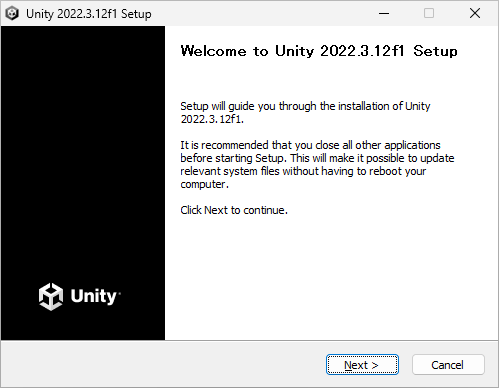 Unity 2022.3.12f1 Setup
Welcome to Unity 2022.3.12f1 Setup
Setup will guide you through the installation of Unity
2022.3.12f1.
It is recommended that you close all other applications
before starting Setup. This will make it possible to update
relevant system files without having to reboot your
computer.
Click Next to continue.
Unity
Next >
Cancel